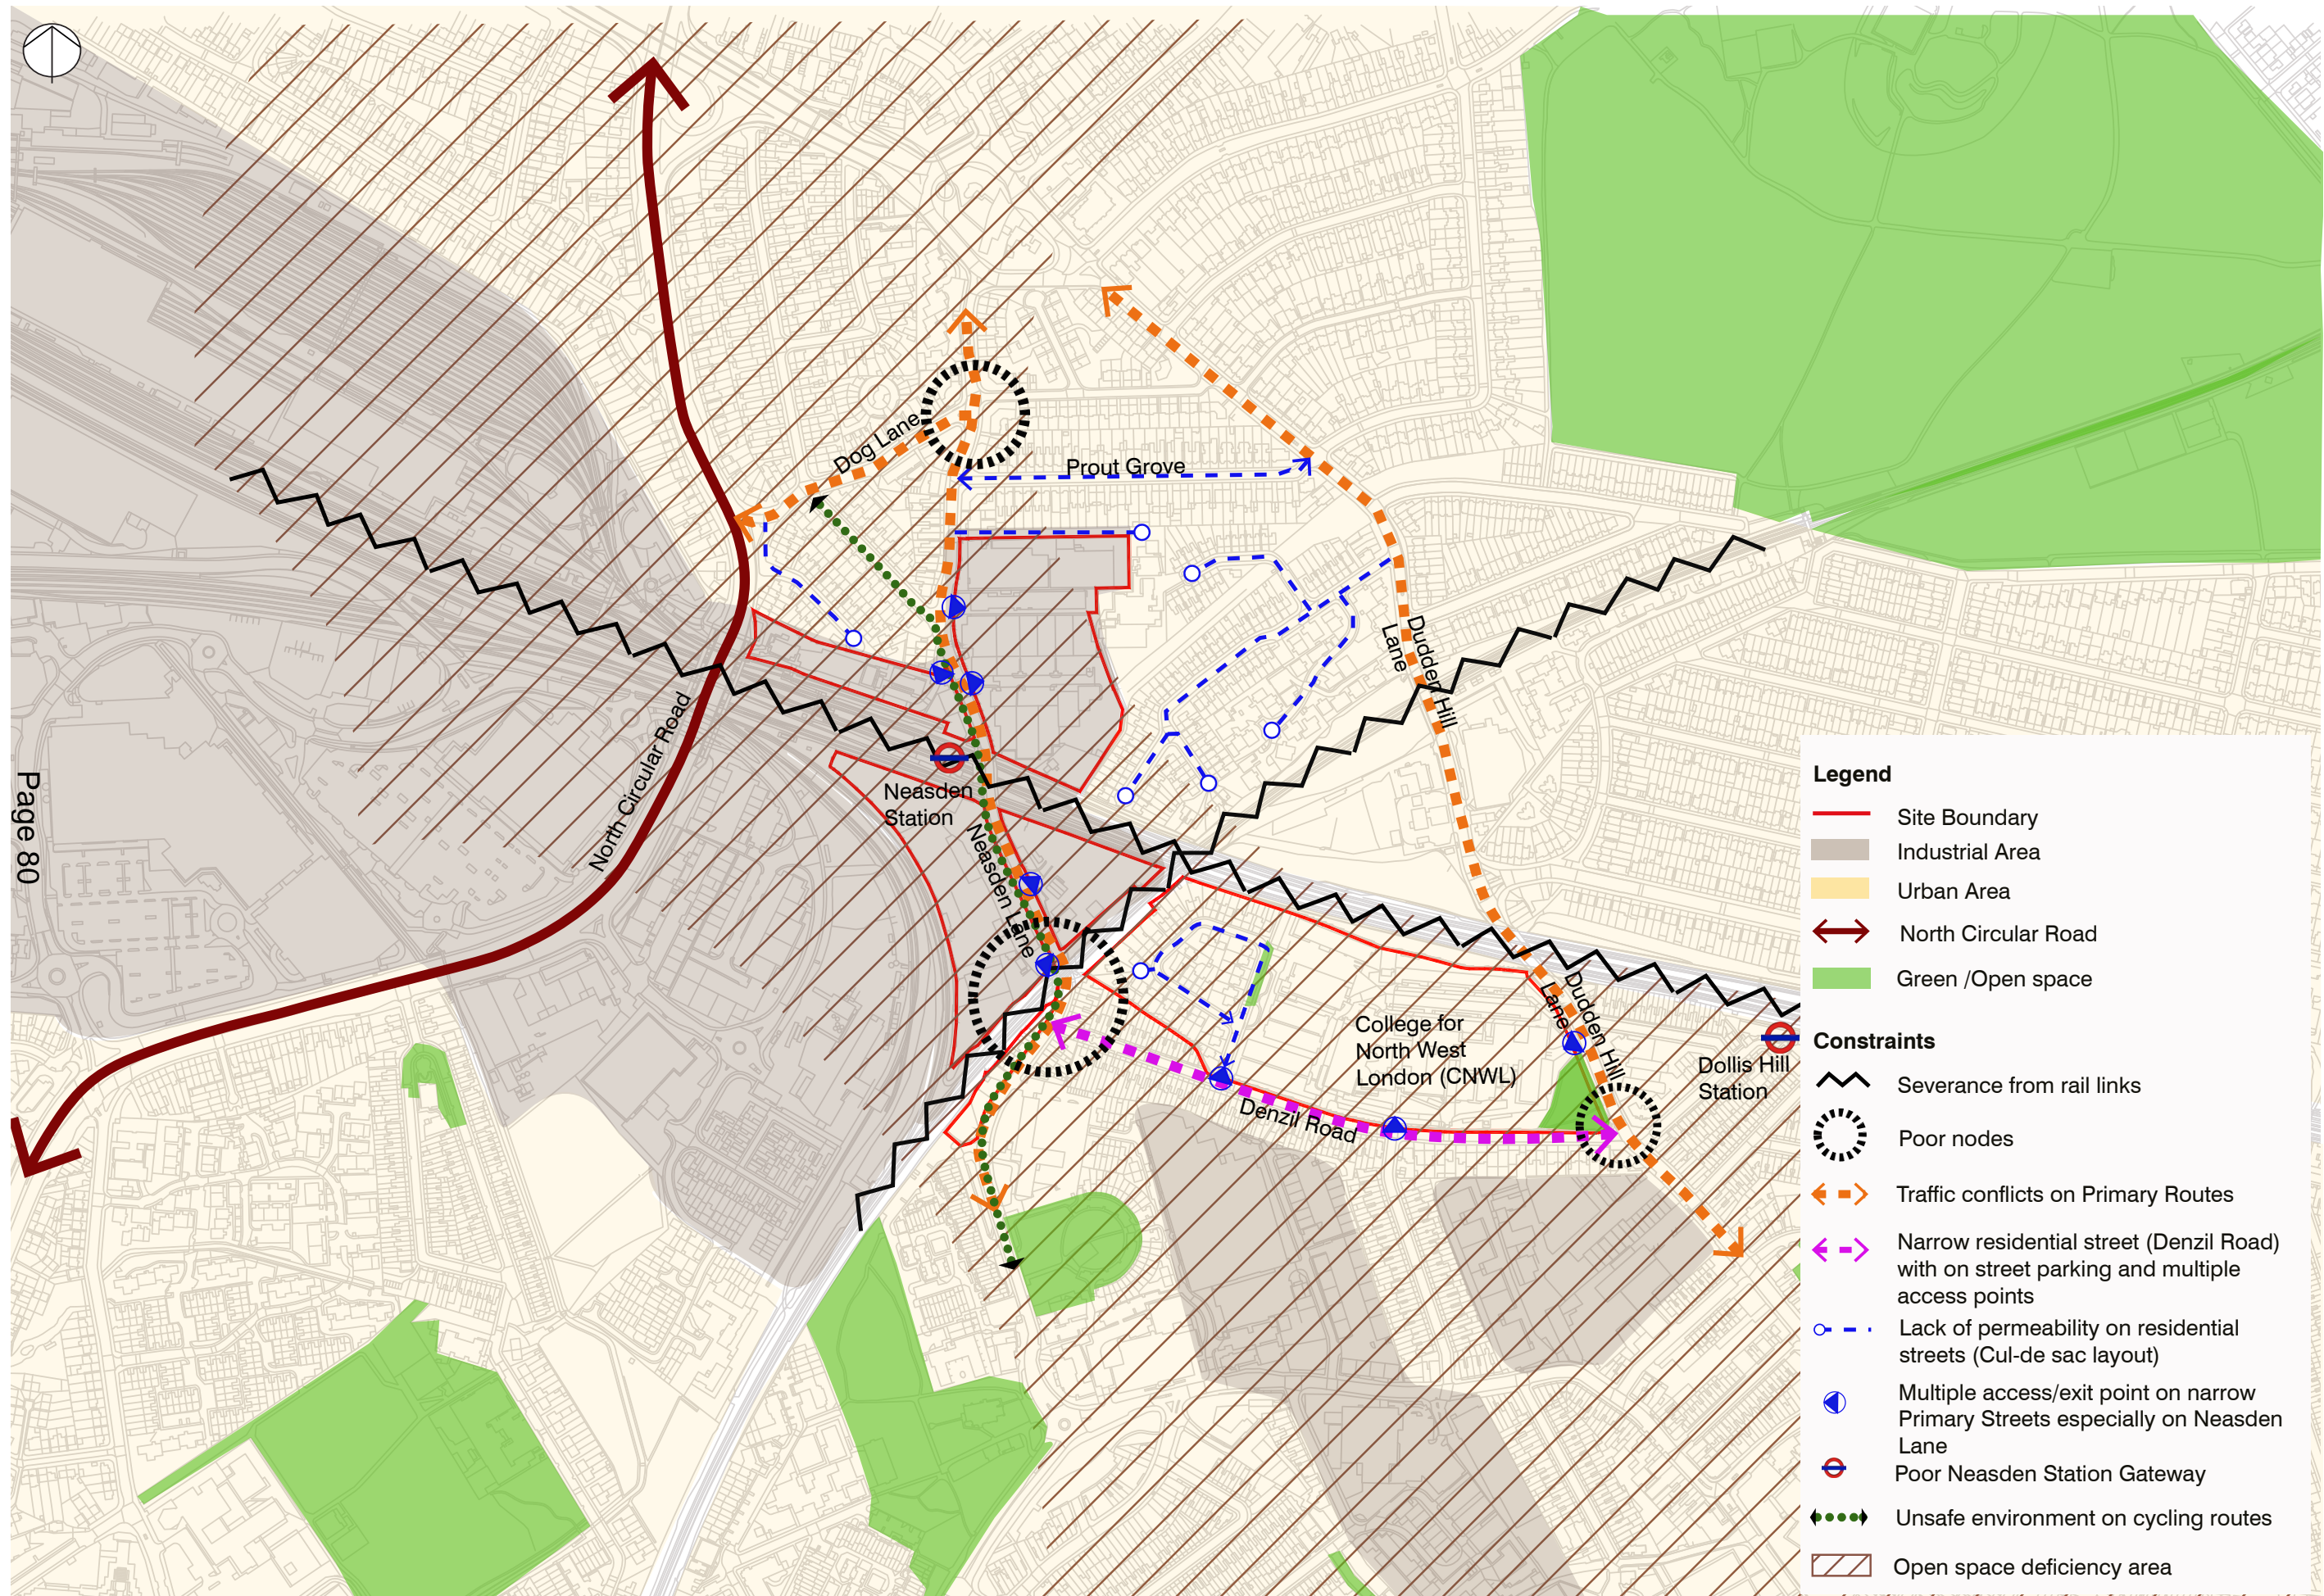 Dog Lane
Prout Grove
Dudden Hill
Lane
North Circular Road
Page 80
Neasden
Station
Neasden Lane
College for
North West
London (CNWL)
Dudden Hill
Lane
Denzil Road
Dollis Hill
Station
Legend
Site Boundary
Industrial Area
Urban Area
North Circular Road
Green /Open space
Constraints
Severance from rail links
Poor nodes
Traffic conflicts on Primary Routes
Narrow residential street (Denzil Road)
with on street parking and multiple
access points
Lack of permeability on residential
streets (Cul-de sac layout)
Multiple access/exit point on narrow
Primary Streets especially on Neasden
Lane
Poor Neasden Station Gateway
Unsafe environment on cycling routes
Open space deficiency area